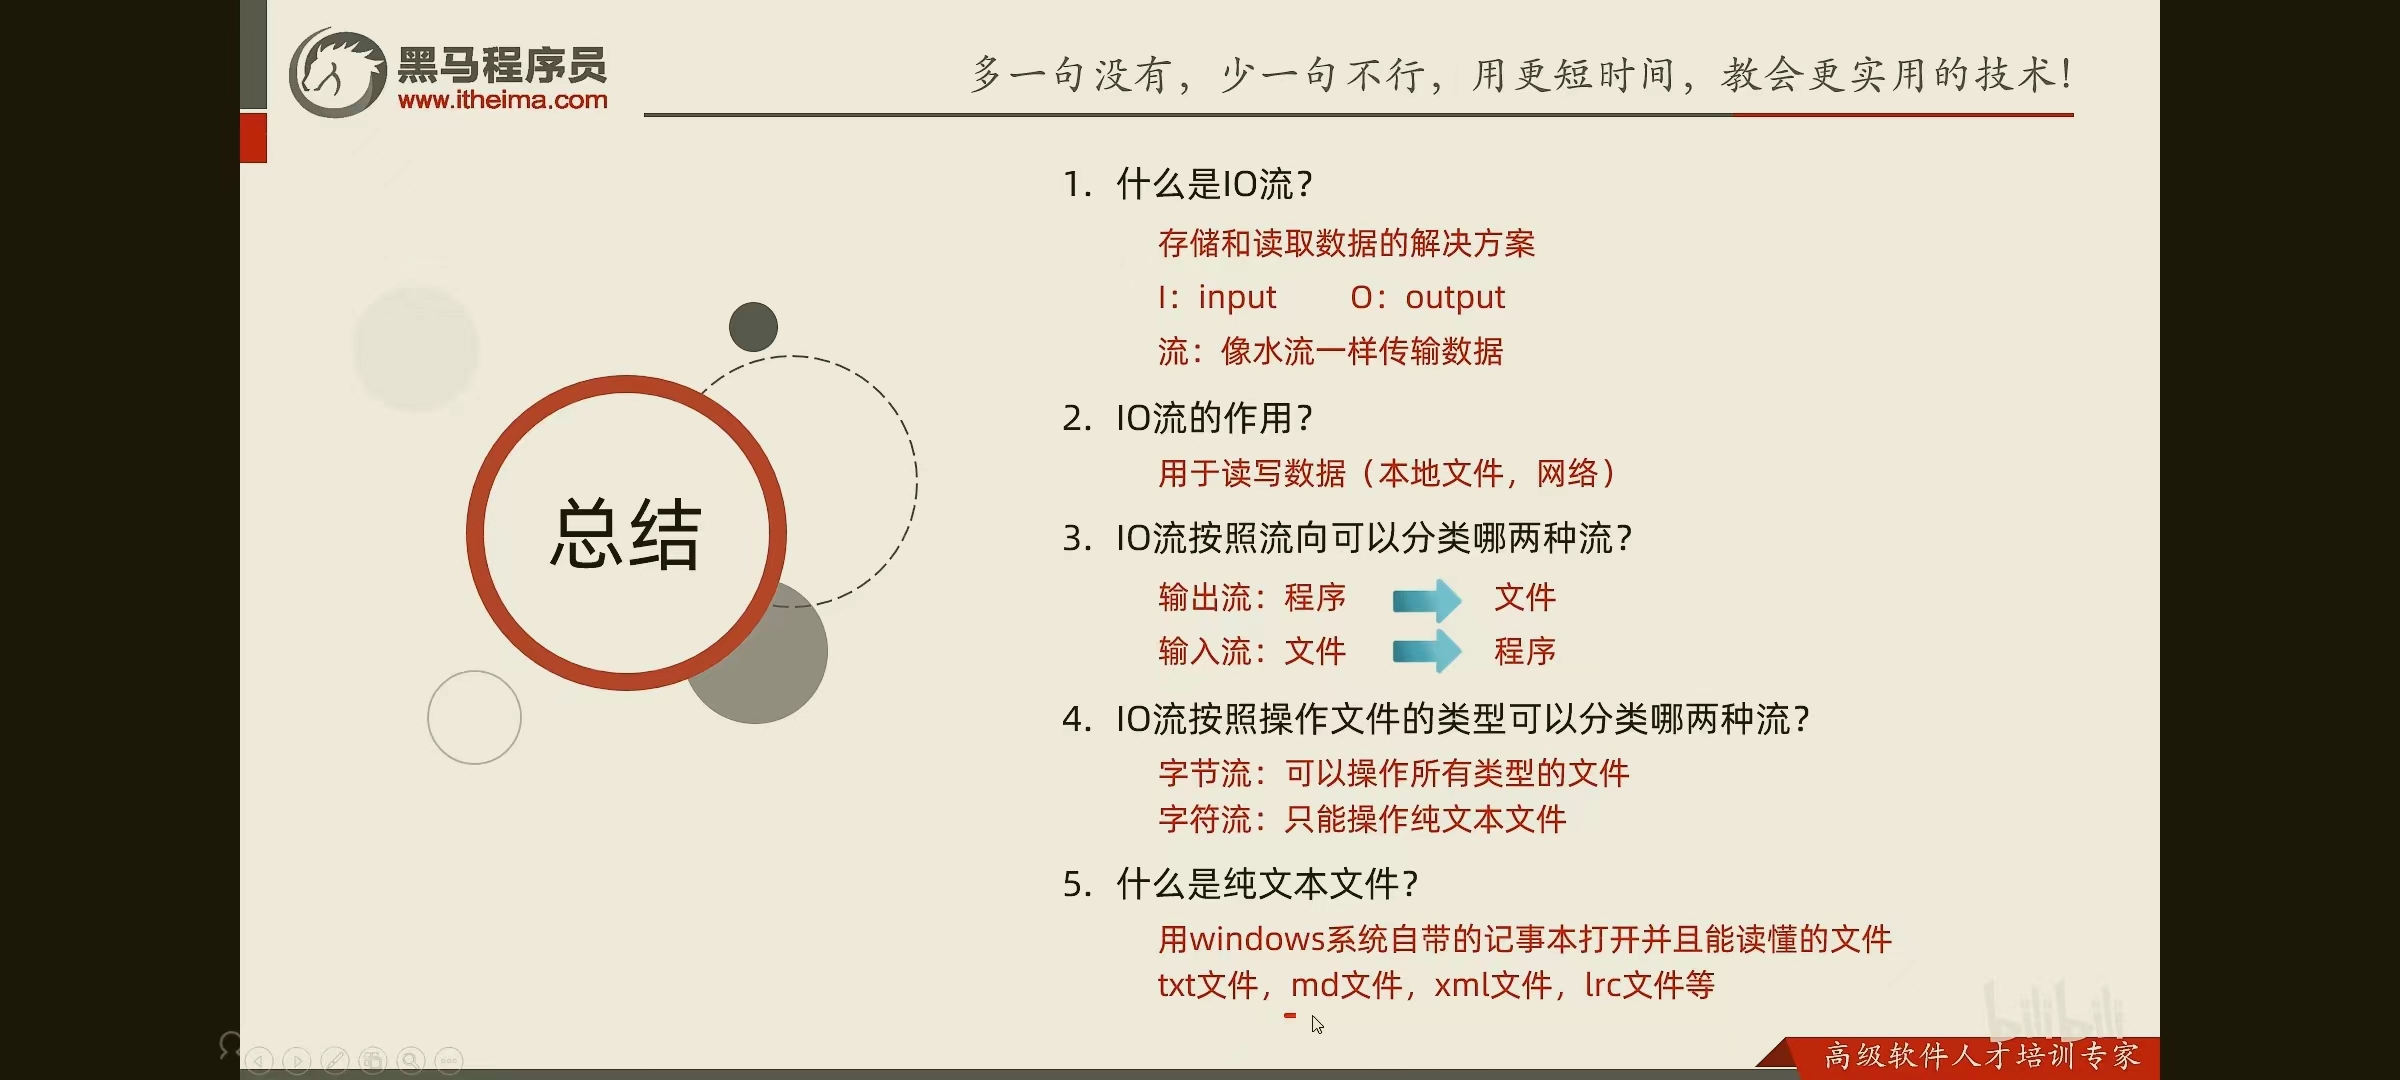 黑马程序员
www.itheima.com
多一句没有，少一句不行，用更短时间，教会更实用的技术！
总结
1. 什么是IO流？
存储和读取数据的解决方案
I：input O：output
流：像水流一样传输数据
2. IO流的作用？
用于读写数据（本地文件，网络）
3. IO流按照流向可以分类哪两种流？
输出流：程序 文件
输入流：文件 程序
4. IO流按照操作文件的类型可以分类哪两种流？
字节流：可以操作所有类型的文件
字符流：只能操作纯文本文件
5. 什么是纯文本文件？
用windows系统自带的记事本打开并且能读懂的文件
txt文件，md文件，xml文件，lrc文件等
bilibili
高级软件人才培训专家